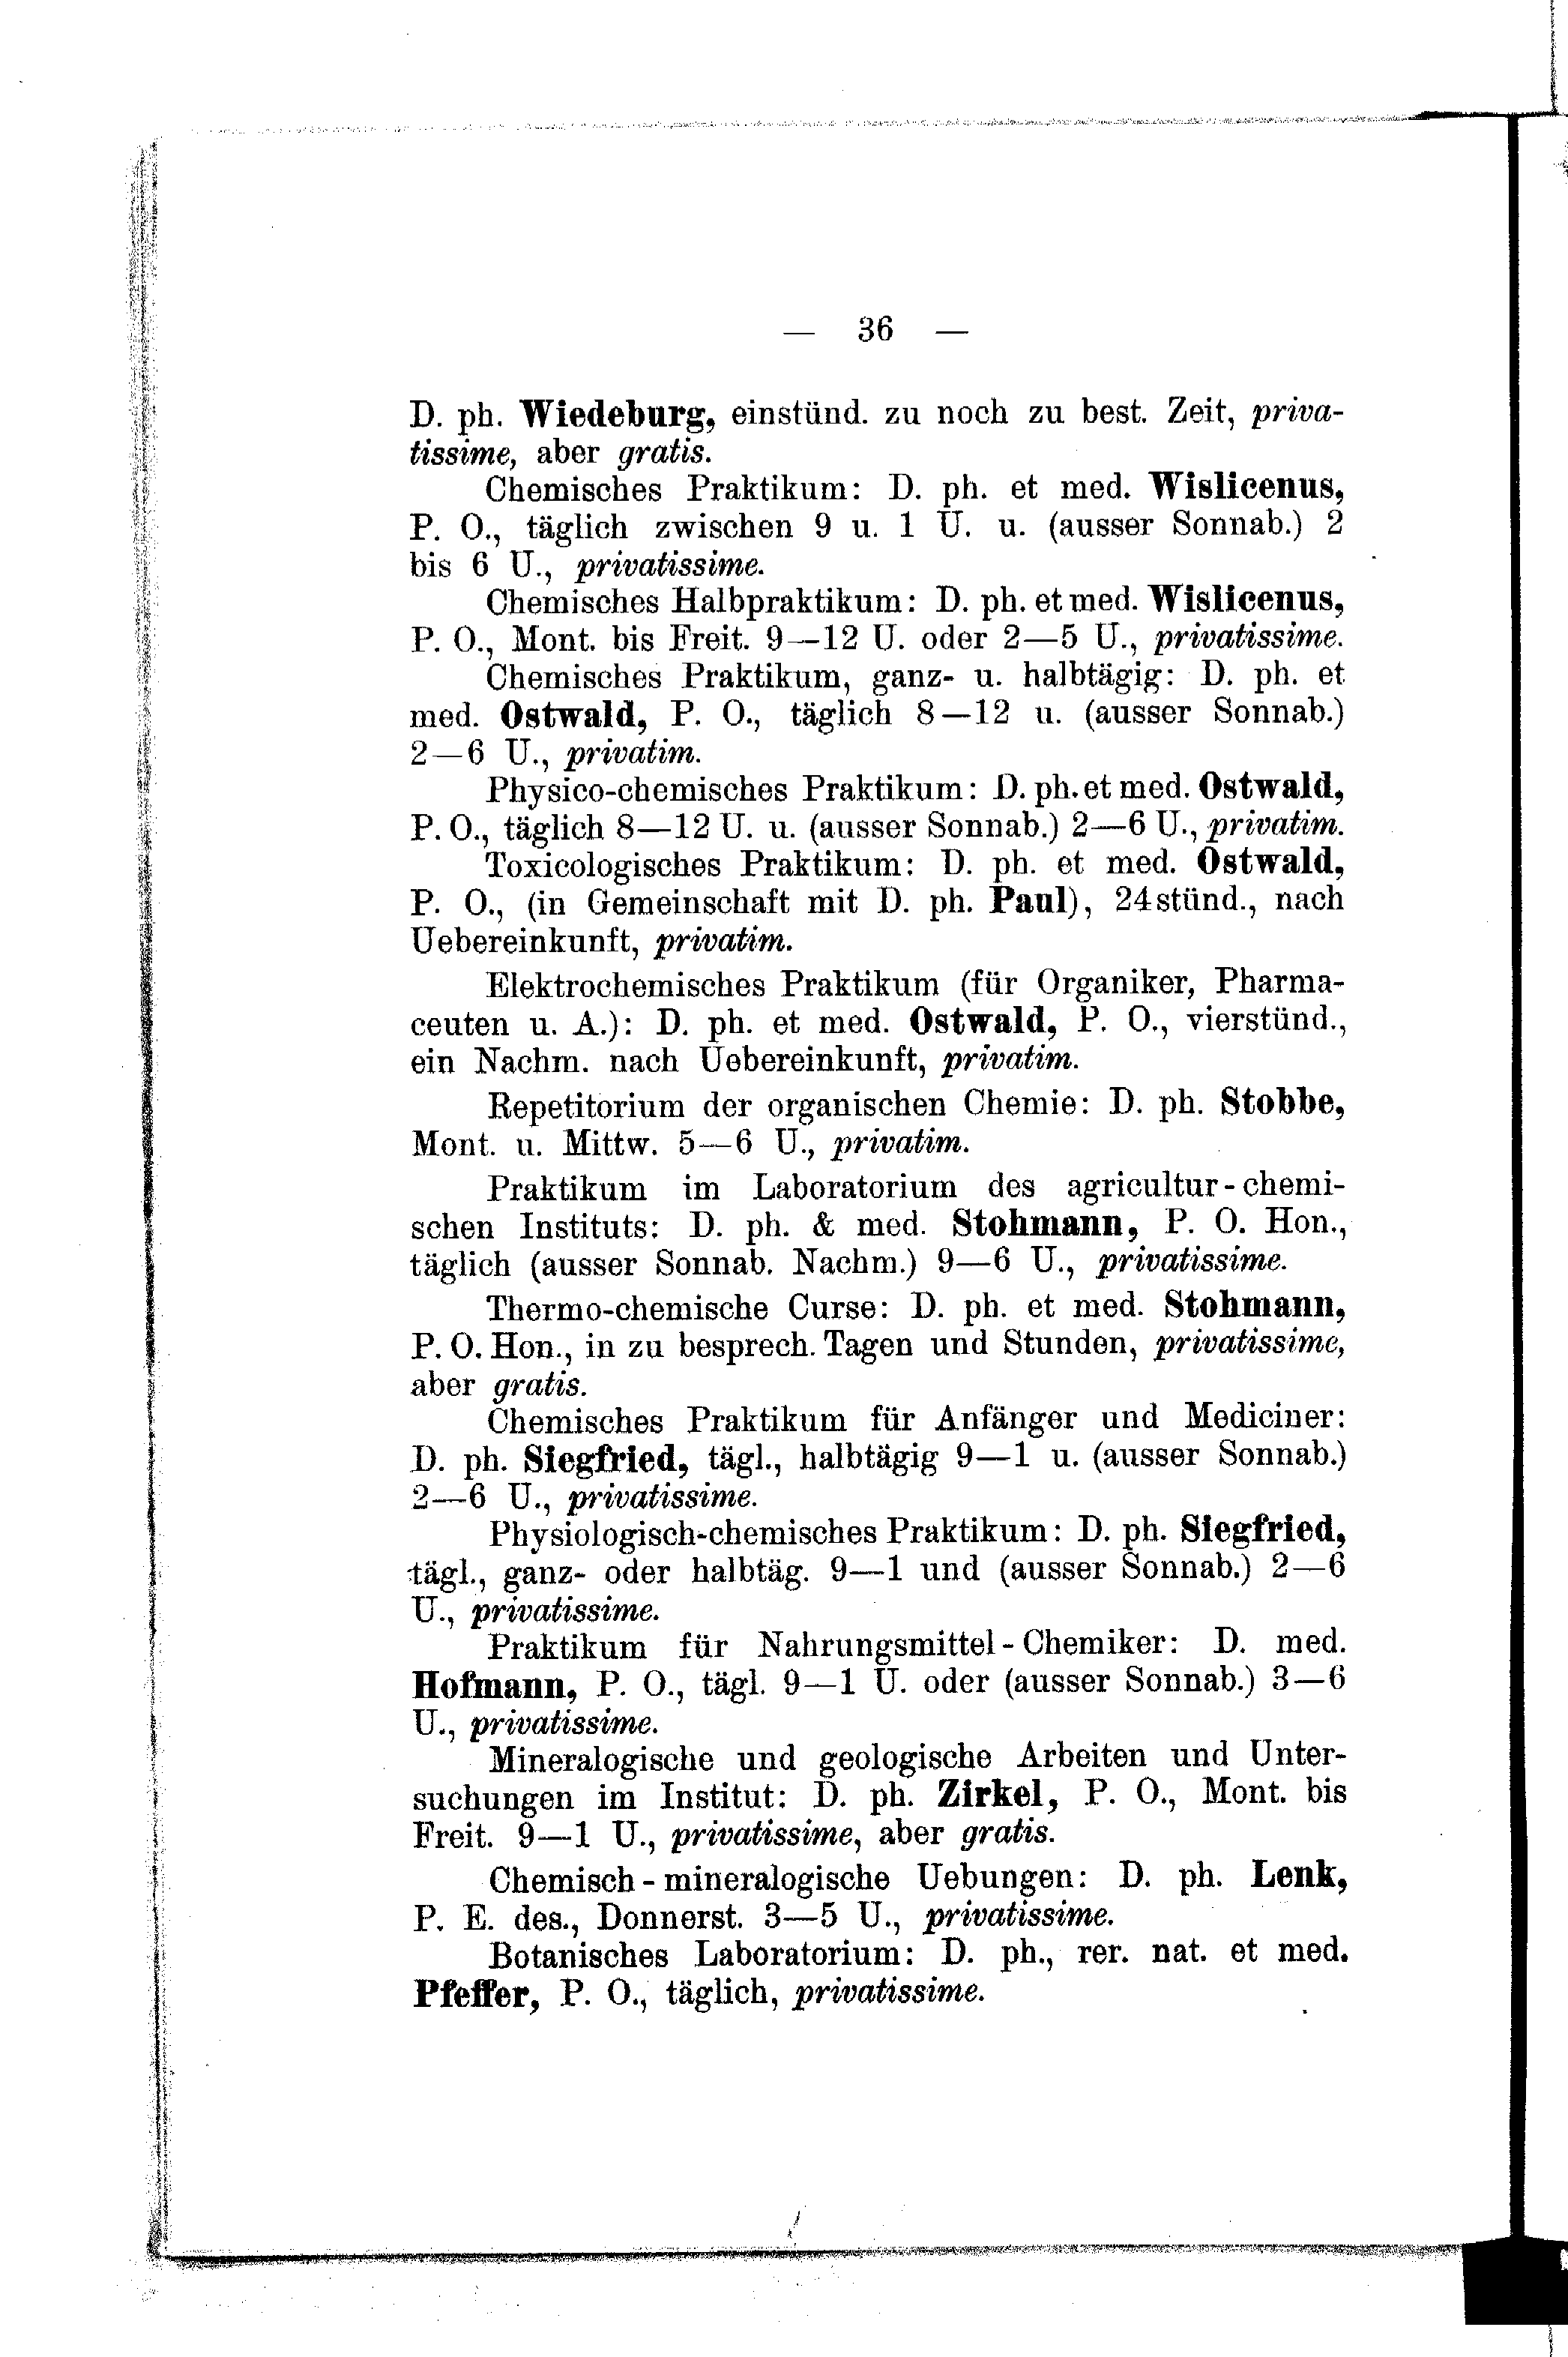 — 36 —
D. ph. Wiedeburg, einstünd. zu noch zu best. Zeit, priva-
tissime, aber gratis.
Chemisches Praktikum: D. ph. et med. Wislicenus,
P. O., täglich zwischen 9 u. 1 U. u. (ausser Sonnab.) 2
bis 6 U., privatissime.
Chemisches Halbpraktikum: D. ph. et med. Wislicenus,
P. O., Mont. bis Freit. 9—12 U. oder 2—5 U., privatissime.
Chemisches Praktikum, ganz- u. halbtägig: D. ph. et
med. Ostwald, P. O., täglich 8—12 u. (ausser Sonnab.)
2—6 U., privatim.
Physico-chemisches Praktikum: D. ph. et med. Ostwald,
P. O., täglich 8—12 U. u. (ausser Sonnab.) 2—6 U., privatim.
Toxicologisches Praktikum: D. ph. et med. Ostwald,
P. O., (in Gemeinschaft mit D. ph. Paul), 24stünd., nach
Uebereinkunft, privatim.
Elektrochemisches Praktikum (für Organiker, Pharma-
ceuten u. A.): D. ph. et med. Ostwald, P. O., vierstünd.,
ein Nachm. nach Uebereinkunft, privatim.
Repetitorium der organischen Chemie: D. ph. Stobbe,
Mont. u. Mittw. 5—6 U., privatim.
Praktikum im Laboratorium des agricultur-chemi-
schen Instituts: D. ph. & med. Stohmann, P. O. Hon.,
täglich (ausser Sonnab. Nachm.) 9—6 U., privatissime.
Thermo-chemische Curse: D. ph. et med. Stohmann,
P. O. Hon., in zu besprech. Tagen und Stunden, privatissime,
aber gratis.
Chemisches Praktikum für Anfänger und Mediciner:
D. ph. Siegfried, tägl., halbtägig 9—1 u. (ausser Sonnab.)
2—6 U., privatissime.
Physiologisch-chemisches Praktikum: D. ph. Siegfried,
tägl., ganz- oder halbtäg. 9—1 und (ausser Sonnab.) 2—6
U., privatissime.
Praktikum für Nahrungsmittel-Chemiker: D. med.
Hofmann, P. O., tägl. 9—1 U. oder (ausser Sonnab.) 3—6
U., privatissime.
Mineralogische und geologische Arbeiten und Unter-
suchungen im Institut: D. ph. Zirkel, P. O., Mont. bis
Freit. 9—1 U., privatissime, aber gratis.
Chemisch-mineralogische Uebungen: D. ph. Lenk,
P. E. des., Donnerst. 3—5 U., privatissime.
Botanisches Laboratorium: D. ph., rer. nat. et med.
Pfeffer, P. O., täglich, privatissime.